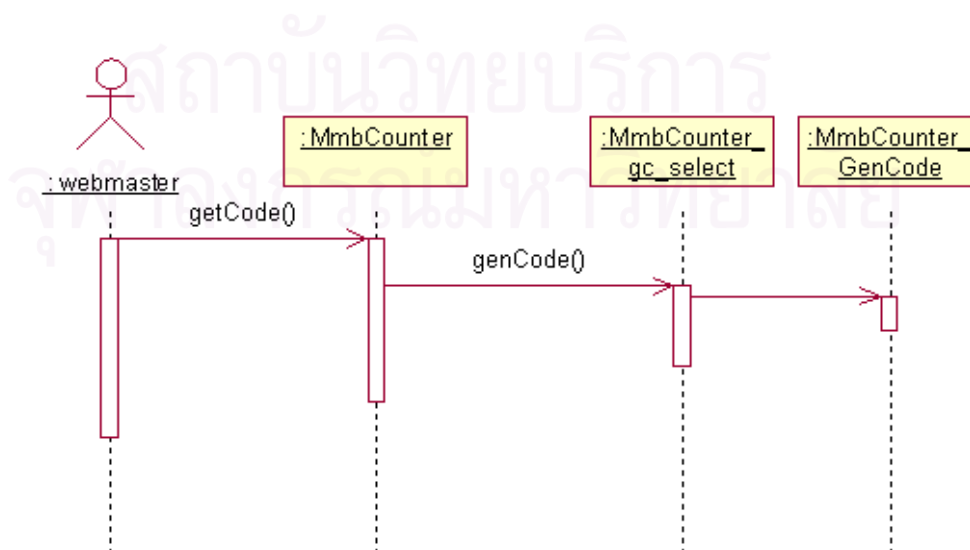 สถาบันวิทยบริการ
จุฬาลงกรณ์มหาวิทยาลัย
: webmaster
: MmbCounter
:MmbCounter_
gc_select
:MmbCounter_
GenCode
getCode()
genCode()